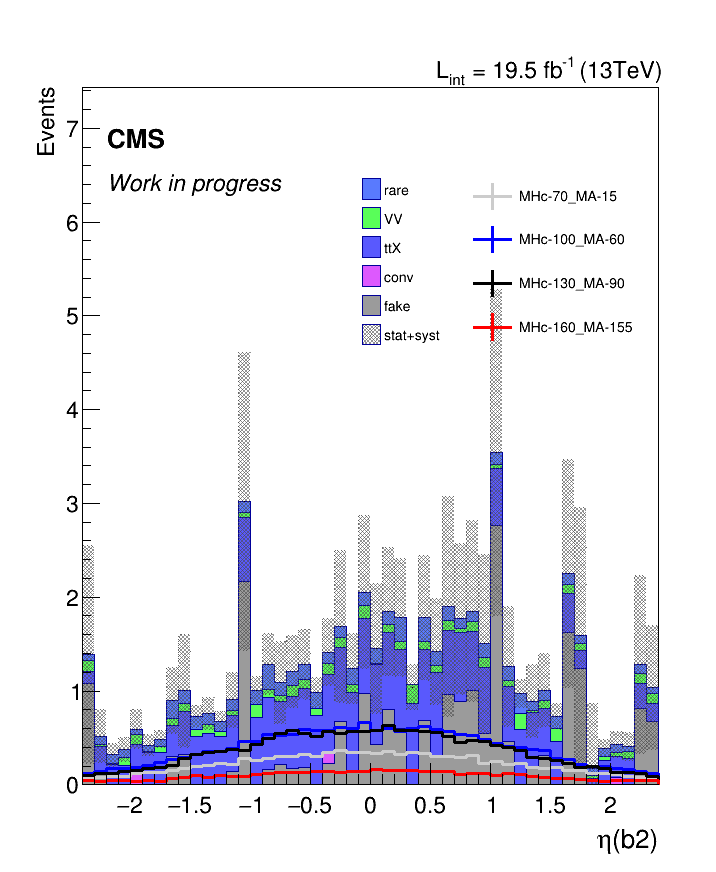 L_int = 19.5 fb^-1 (13TeV)
Events
CMS
Work in progress
rare
VV
ttX
conv
fake
stat+syst
MHc-70_MA-15
MHc-100_MA-60
MHc-130_MA-90
MHc-160_MA-155
7
6
5
4
3
2
1
0
−2 −1.5 −1 −0.5 0 0.5 1 1.5 2
η(b2)